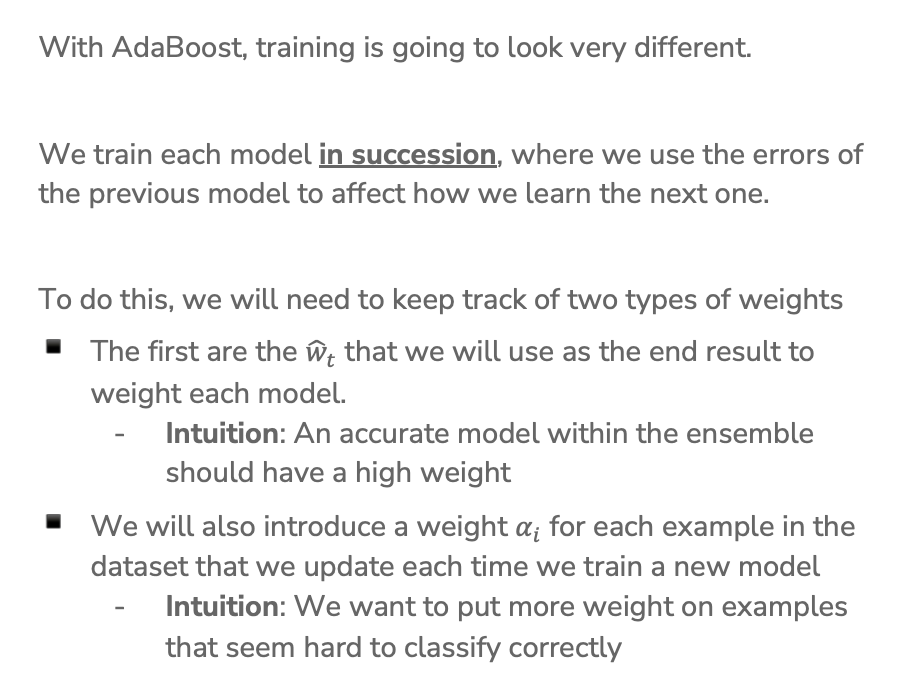 With AdaBoost, training is going to look very different.
We train each model in succession, where we use the errors of
the previous model to affect how we learn the next one.
To do this, we will need to keep track of two types of weights
▪ The first are the ŵₜ that we will use as the end result to
weight each model.
- Intuition: An accurate model within the ensemble
should have a high weight
▪ We will also introduce a weight αᵢ for each example in the
dataset that we update each time we train a new model
- Intuition: We want to put more weight on examples
that seem hard to classify correctly